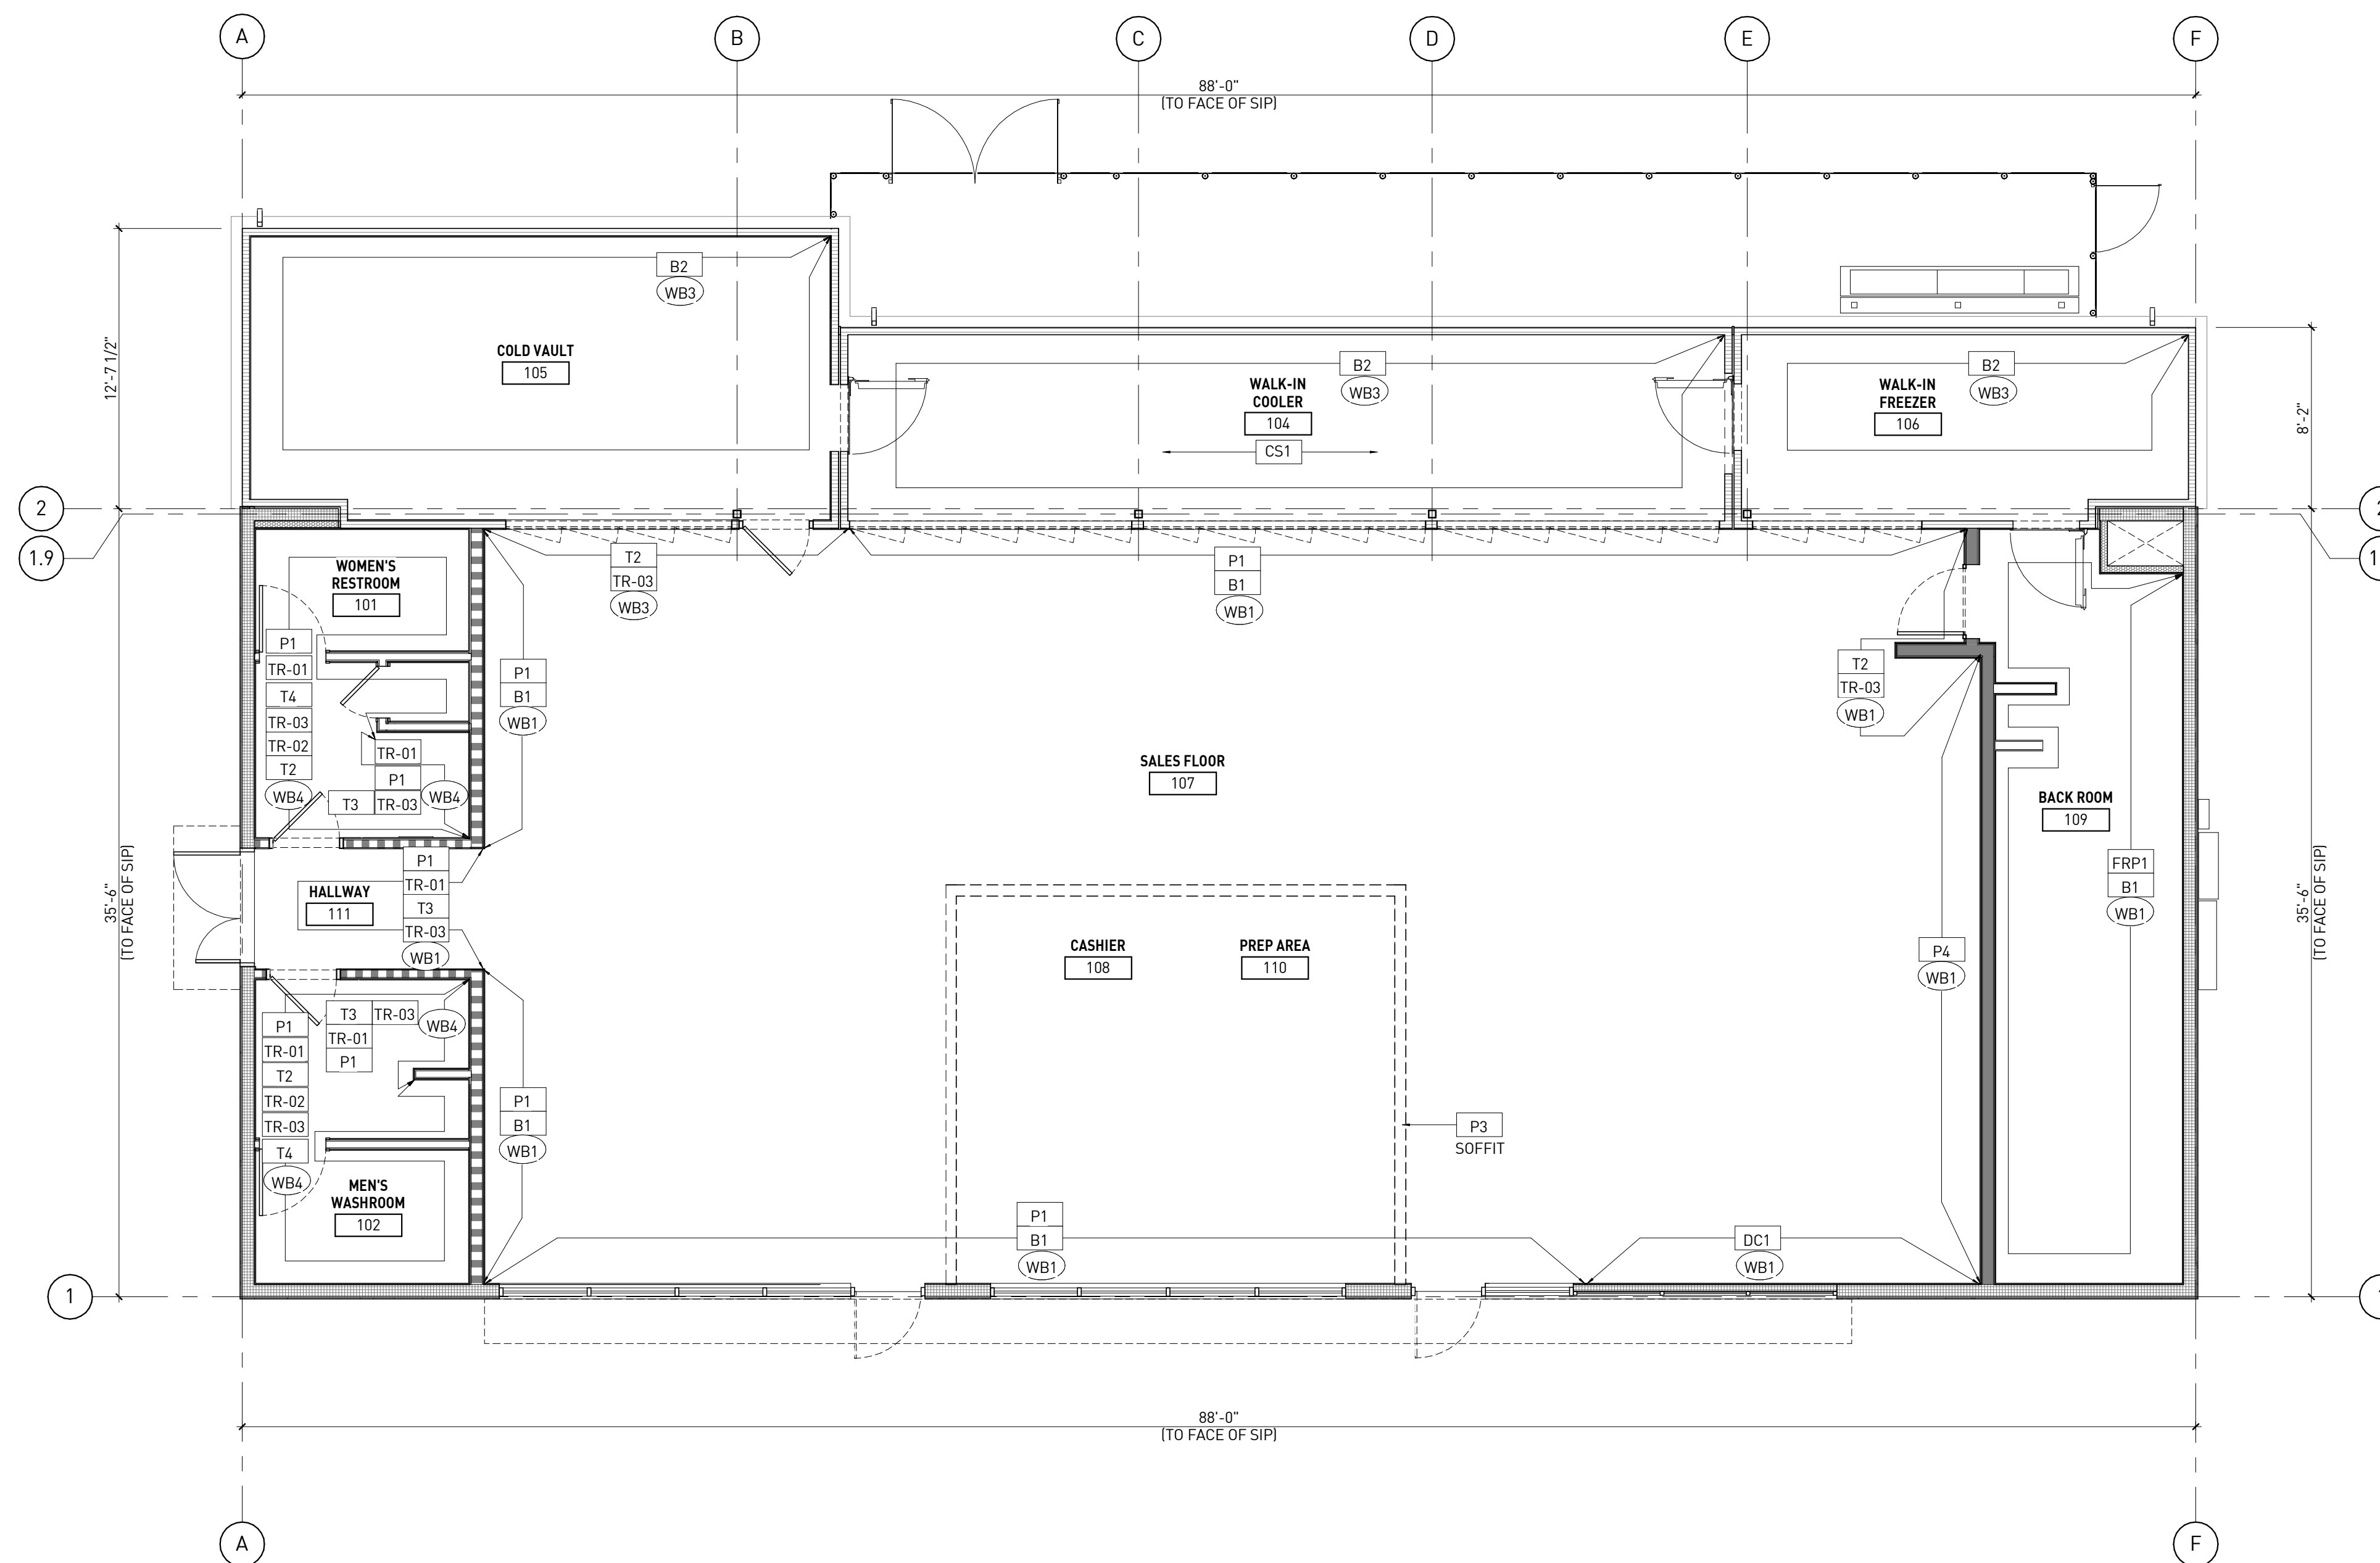 A
B
C
D
E
F
88'-0"
(TO FACE OF SIP)
12'-7 1/2"
8'-2"
B2
WB3
COLD VAULT
105
B2
WB3
WALK-IN
COOLER
104
CS1
B2
WB3
WALK-IN
FREEZER
106
2
1.9
2
WOMEN'S
RESTROOM
101
T2
TR-03
WB3
P1
B1
WB1
P1
TR-01
T4
TR-03
TR-02
T2
WB4
TR-01
P1
T3
TR-03
WB4
P1
B1
WB1
T2
TR-03
WB1
SALES FLOOR
107
BACK ROOM
109
FRP1
B1
WB1
35'-6"
(TO FACE OF SIP)
35'-6"
(TO FACE OF SIP)
HALLWAY
111
P1
TR-01
T3
TR-03
WB1
CASHIER
108
PREP AREA
110
P4
WB1
P1
TR-01
T2
TR-02
TR-03
T4
WB4
T3
TR-03
TR-01
P1
WB4
P1
B1
WB1
P3
SOFFIT
MEN'S
WASHROOM
102
P1
B1
WB1
DC1
WB1
1
88'-0"
(TO FACE OF SIP)
A
F